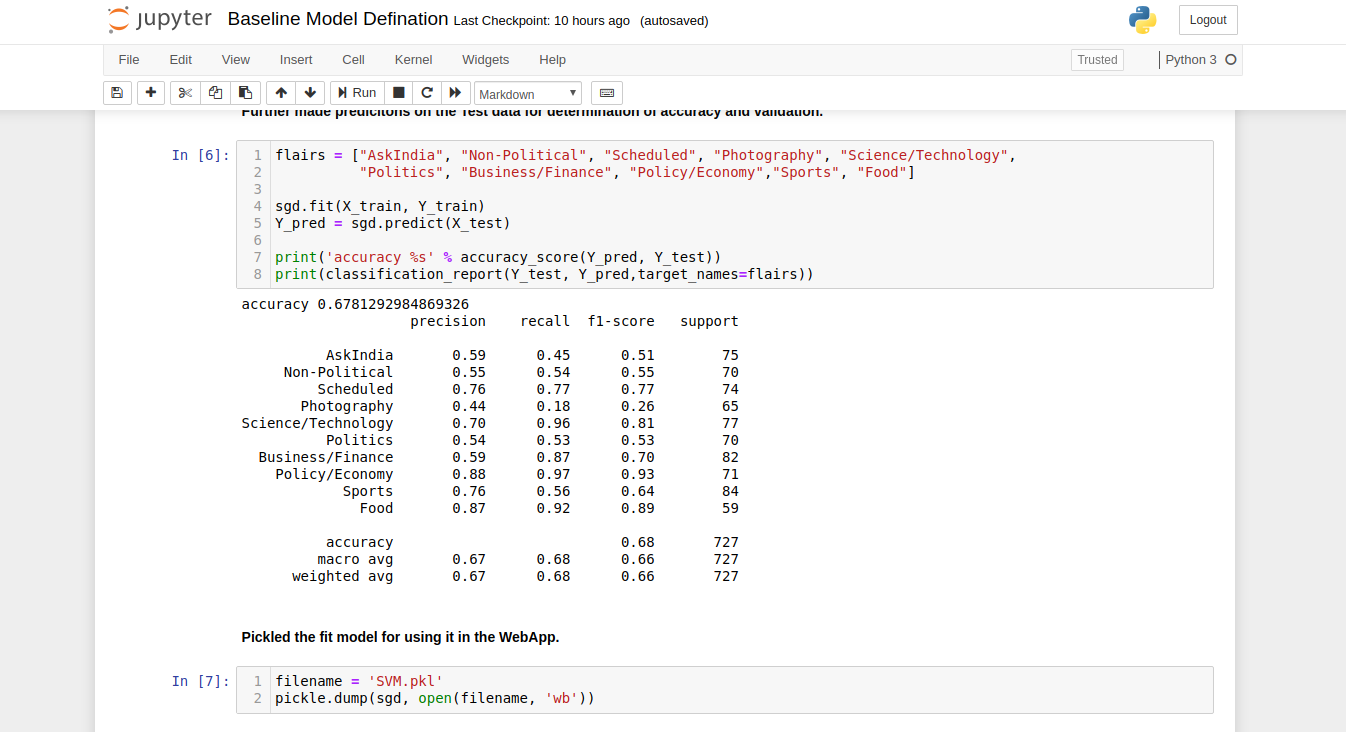 jupyter Baseline Model Defination Last Checkpoint: 10 hours ago (autosaved) Logout
File Edit View Insert Cell Kernel Widgets Help Trusted Python 3
Run Markdown
Further made predicitons on the Test data for determination of accuracy and validation.
In [6]:
1 flairs = ["AskIndia", "Non-Political", "Scheduled", "Photography", "Science/Technology",
2 "Politics", "Business/Finance", "Policy/Economy","Sports", "Food"]
3
4 sgd.fit(X_train, Y_train)
5 Y_pred = sgd.predict(X_test)
6
7 print('accuracy %s' % accuracy_score(Y_pred, Y_test))
8 print(classification_report(Y_test, Y_pred,target_names=flairs))
accuracy 0.6781292984869326
precision recall f1-score support
AskIndia 0.59 0.45 0.51 75
Non-Political 0.55 0.54 0.55 70
Scheduled 0.76 0.77 0.77 74
Photography 0.44 0.18 0.26 65
Science/Technology 0.70 0.96 0.81 77
Politics 0.54 0.53 0.53 70
Business/Finance 0.59 0.87 0.70 82
Policy/Economy 0.88 0.97 0.93 71
Sports 0.76 0.56 0.64 84
Food 0.87 0.92 0.89 59
accuracy 0.68 727
macro avg 0.67 0.68 0.66 727
weighted avg 0.67 0.68 0.66 727
Pickled the fit model for using it in the WebApp.
In [7]:
1 filename = 'SVM.pkl'
2 pickle.dump(sgd, open(filename, 'wb'))